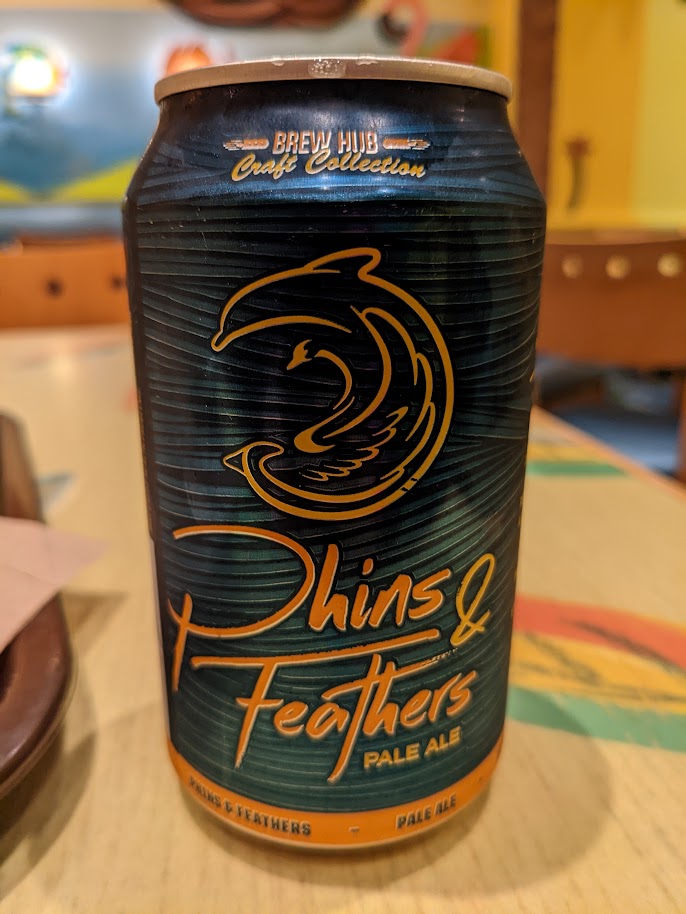 BREW HUB
Craft Collection
Phins &
Feathers
PALE ALE
PHINS & FEATHERS - PALE ALE